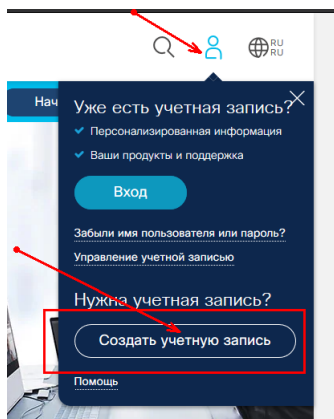 RU
RU
Нач
Уже есть учетная запись?
Персонализированная информация
Ваши продукты и поддержка
Вход
Забыли имя пользователя или пароль?
Управление учетной записью
Нужна учетная запись?
Создать учетную запись
Помощь